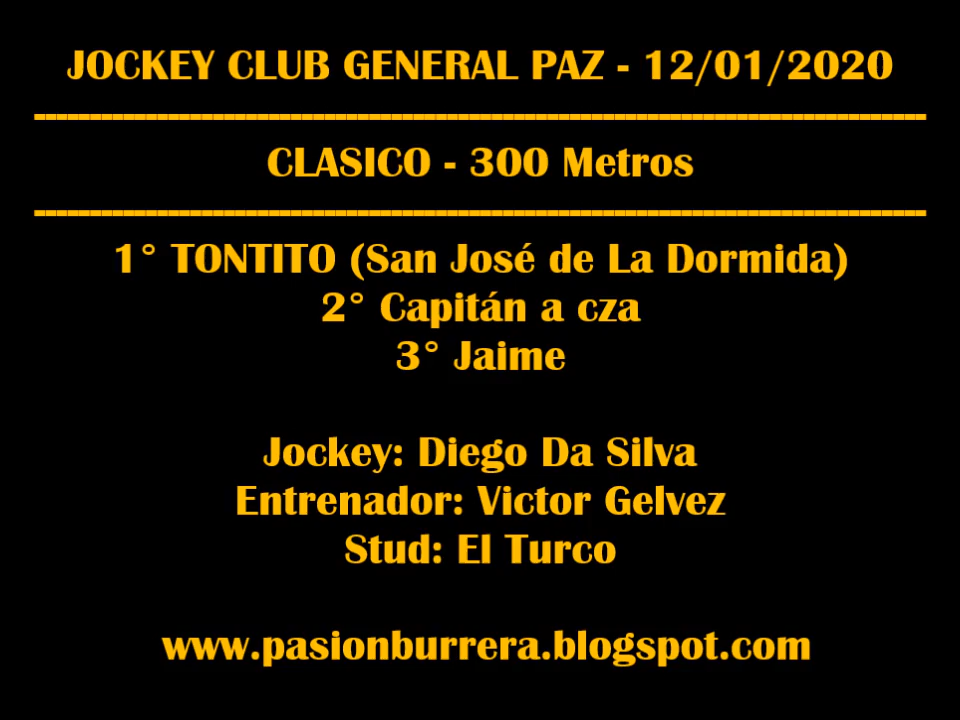 JOCKEY CLUB GENERAL PAZ - 12/01/2020
--------------------------------------------------------------------------------
CLASICO - 300 Metros
--------------------------------------------------------------------------------
1° TONTITO (San José de La Dormida)
2° Capitán a cza
3° Jaime
Jockey: Diego Da Silva
Entrenador: Victor Gelvez
Stud: El Turco
www.pasionburrera.blogspot.com